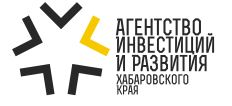 АГЕНТСТВО
ИНВЕСТИЦИЙ
И РАЗВИТИЯ
ХАБАРОВСКОГО
КРАЯ